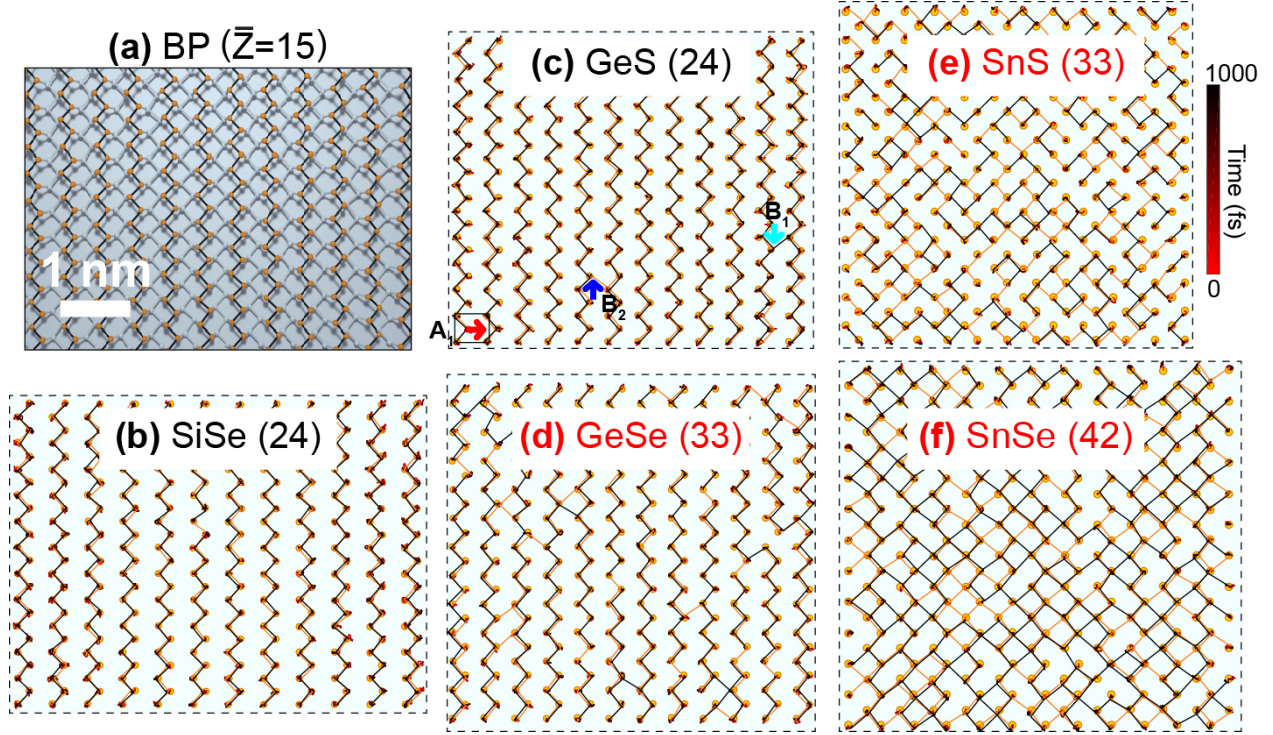 (a) BP (Z̅=15)
1 nm
(b) SiSe (24)
(c) GeS (24)
B₁
B₂
A₁
(d) GeSe (33)
(e) SnS (33)
(f) SnSe (42)
1000
Time (fs)
0